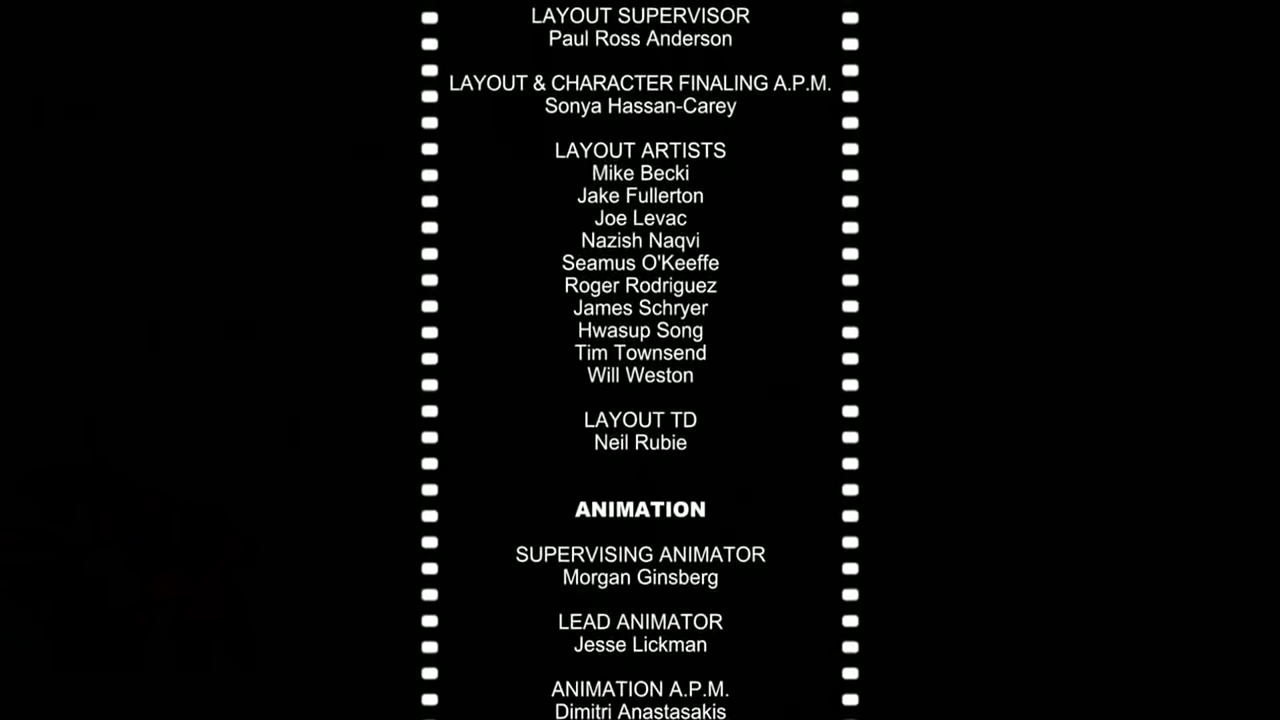 LAYOUT SUPERVISOR
Paul Ross Anderson
LAYOUT & CHARACTER FINALING A.P.M.
Sonya Hassan-Carey
LAYOUT ARTISTS
Mike Becki
Jake Fullerton
Joe Levac
Nazish Naqvi
Seamus O'Keeffe
Roger Rodriguez
James Schryer
Hwasup Song
Tim Townsend
Will Weston
LAYOUT TD
Neil Rubie
ANIMATION
SUPERVISING ANIMATOR
Morgan Ginsberg
LEAD ANIMATOR
Jesse Lickman
ANIMATION A.P.M.
Dimitri Anastasakis